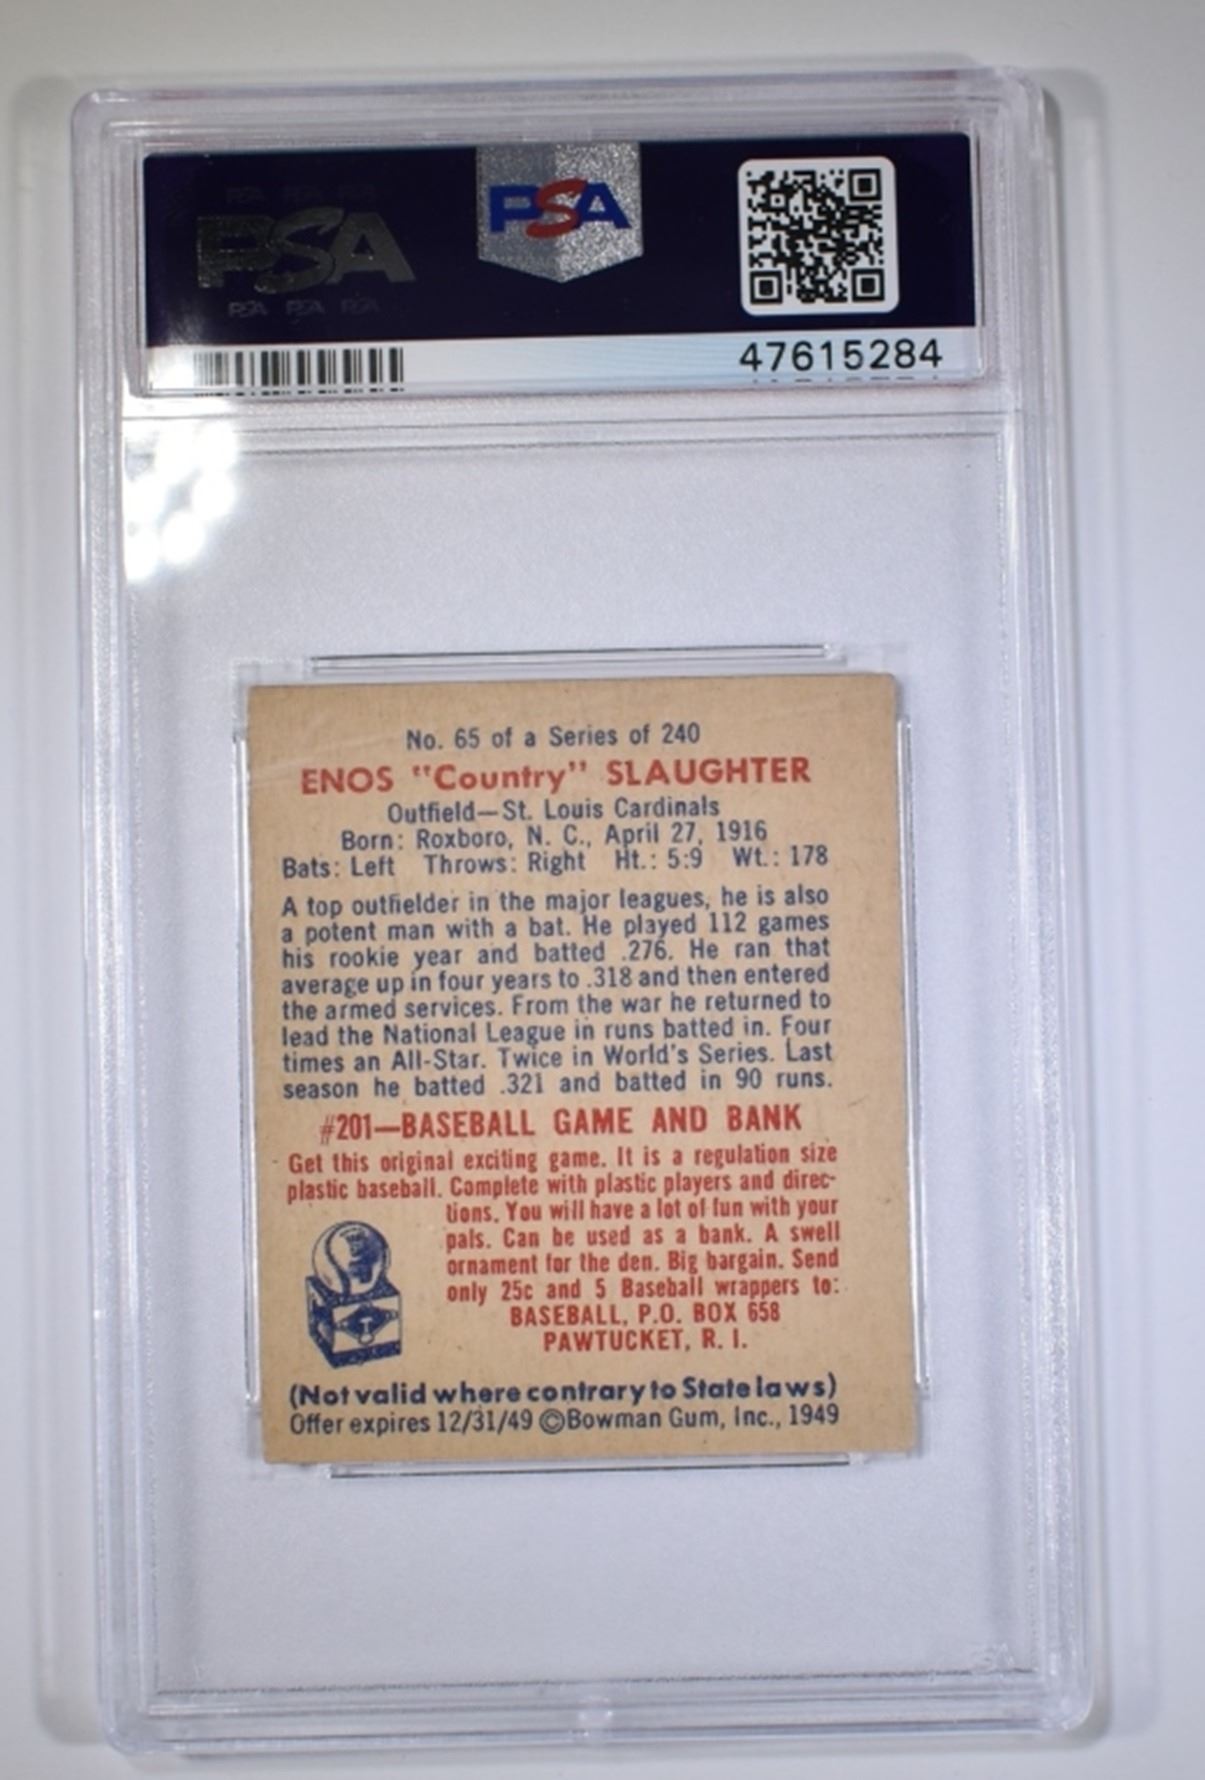 PSA PSA PSA
PSA
PSA PSA PSA
PSA
47615284
No. 65 of a Series of 240
ENOS "Country" SLAUGHTER
Outfield—St. Louis Cardinals
Born: Roxboro, N. C., April 27, 1916
Bats: Left Throws: Right Ht.: 5:9 Wt.: 178
A top outfielder in the major leagues, he is also
a potent man with a bat. He played 112 games
his rookie year and batted .276. He ran that
average up in four years to .318 and then entered
the armed services. From the war he returned to
lead the National League in runs batted in. Four
times an All-Star. Twice in World's Series. Last
season he batted .321 and batted in 90 runs.
#201—BASEBALL GAME AND BANK
Get this original exciting game. It is a regulation size
plastic baseball. Complete with plastic players and direc-
tions. You will have a lot of fun with your
pals. Can be used as a bank. A swell
ornament for the den. Big bargain. Send
only 25c and 5 Baseball wrappers to:
BASEBALL, P.O. BOX 658
PAWTUCKET, R. I.
(Not valid where contrary to State laws)
Offer expires 12/31/49 ©Bowman Gum, Inc., 1949